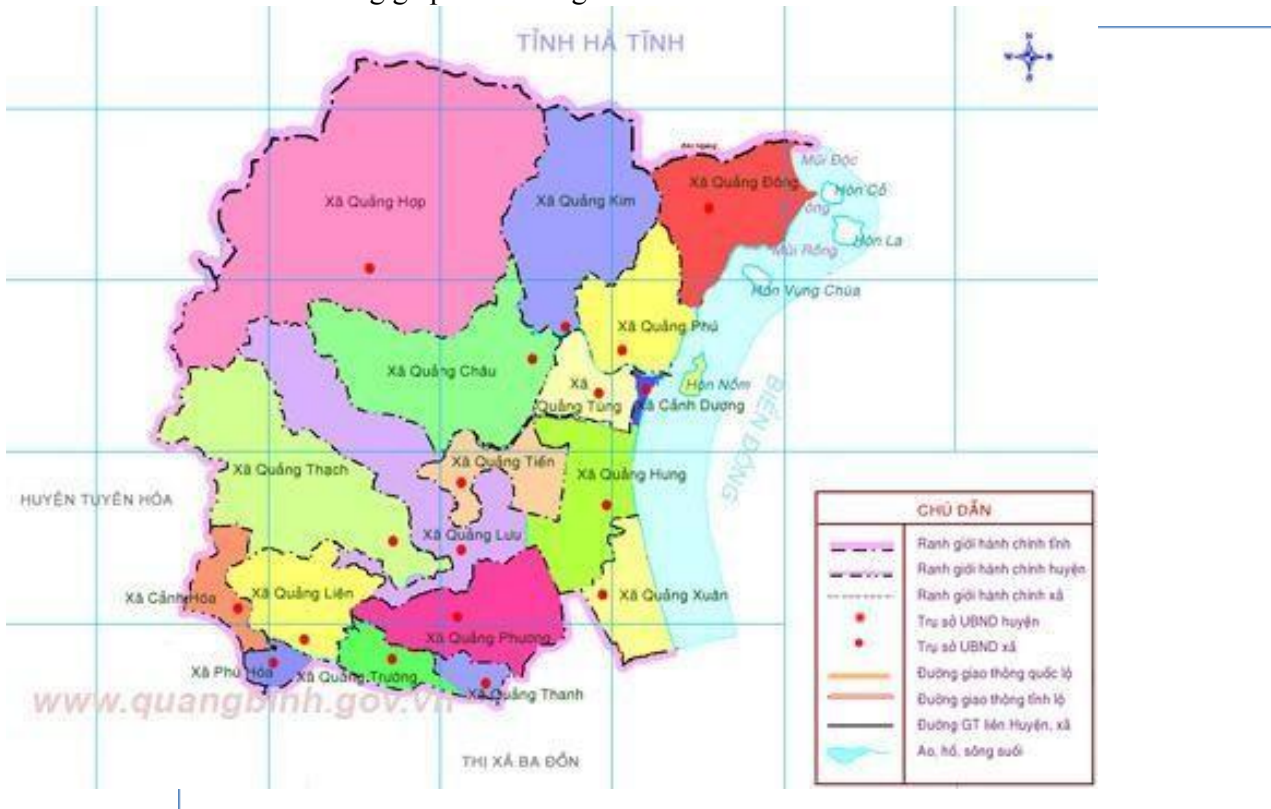 TỈNH HÀ TĨNH
Mũi Độc
Xã Quảng Đông
Hòn Cỏ
Xã Quảng Hợp
Xã Quảng Kim
Hòn La
Mũi Rồng
Hòn Vụng Chùa
Xã Quảng Phú
Xã Quảng Châu
Xã
Quảng Tùng
Hòn Nồm
Xã Cảnh Dương
BIỂN ĐÔNG
Xã Quảng Tiến
Xã Quảng Thạch
Xã Quảng Hưng
HUYỆN TUYÊN HÓA
Xã Quảng Lưu
Xã Cảnh Hóa
Xã Quảng Liên
Xã Quảng Xuân
Xã Quảng Phương
Xã Phù Hóa
Xã Quảng Trường
Xã Quảng Thanh
www.quangbinh.gov.vn
THỊ XÃ BA ĐỒN
CHÚ DẪN
Ranh giới hành chính tỉnh
Ranh giới hành chính huyện
Ranh giới hành chính xã
Trụ sở UBND huyện
Trụ sở UBND xã
Đường giao thông quốc lộ
Đường giao thông tỉnh lộ
Đường GT liên Huyện, xã
Ao, hồ, sông suối